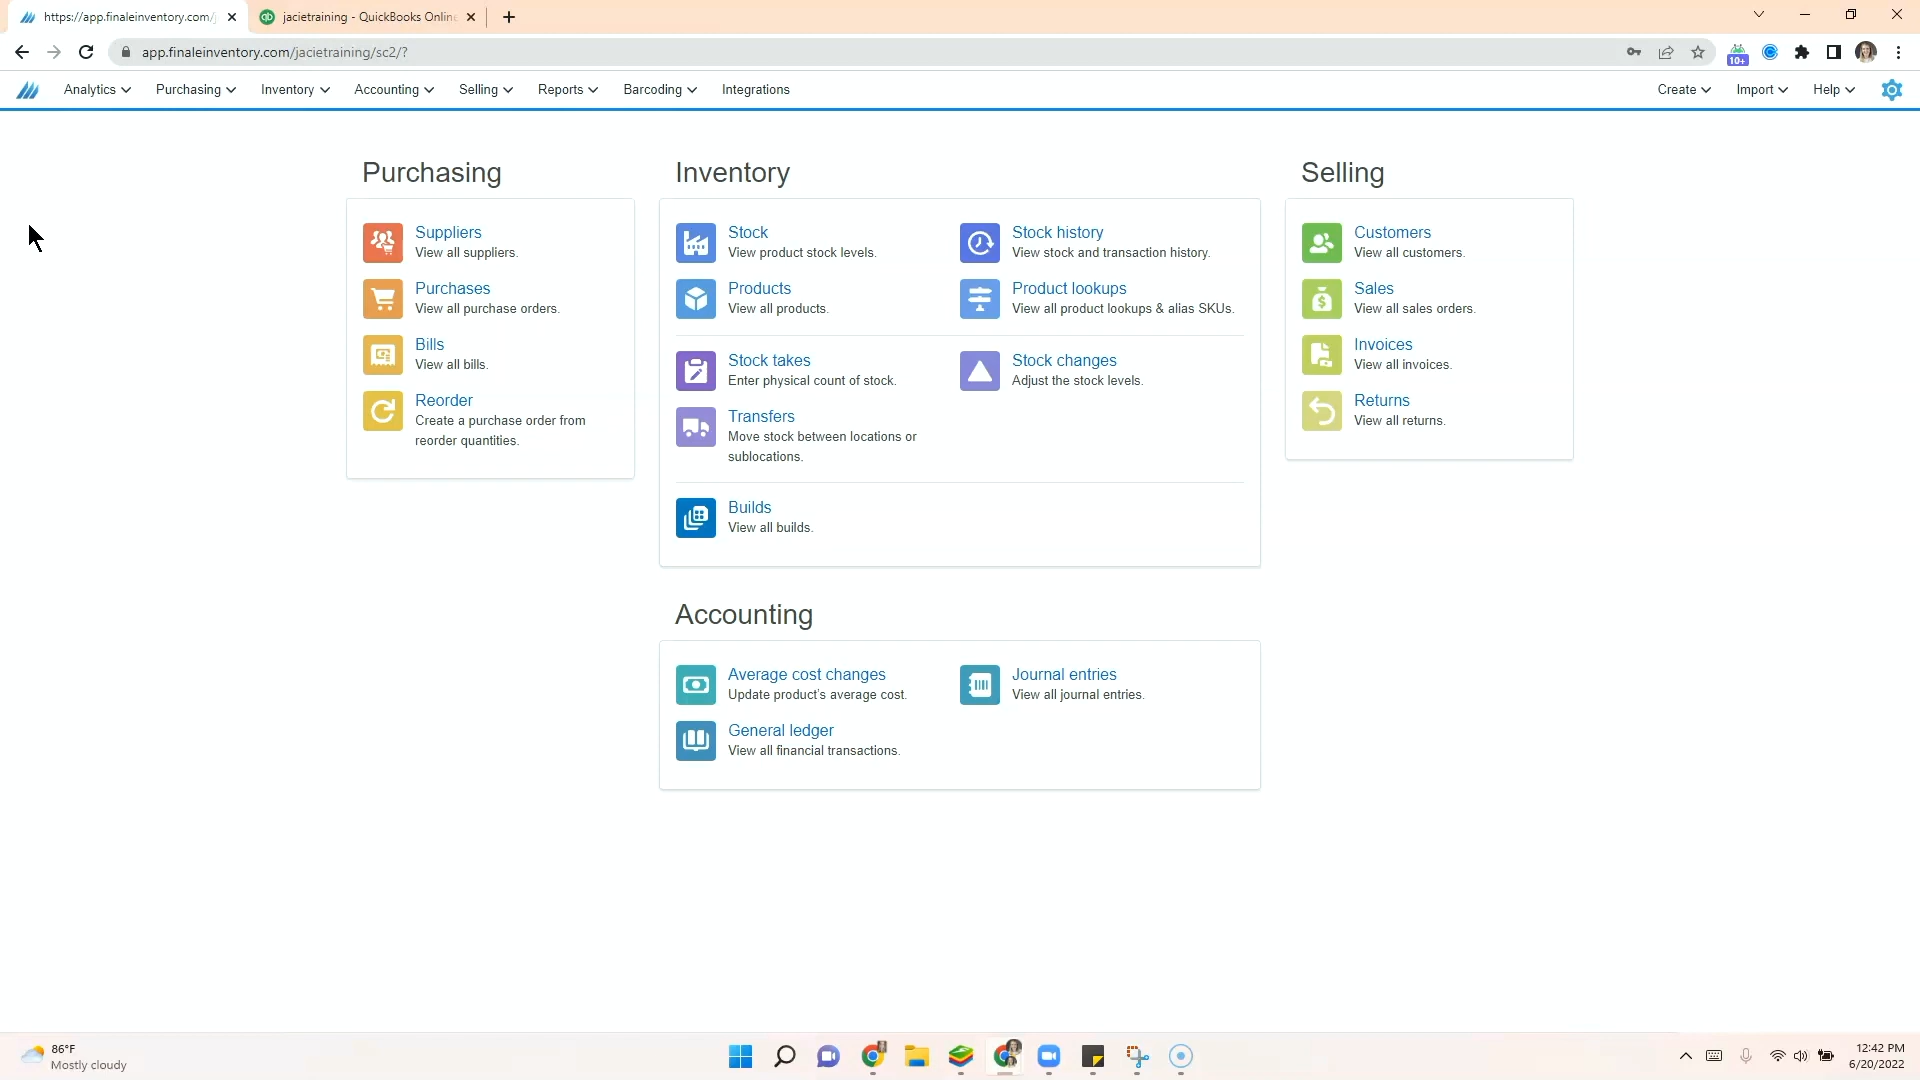 https://app.finaleinventory.com/j
jacietraining - QuickBooks Online
app.finaleinventory.com/jacietraining/sc2/?
10+
Analytics
Purchasing
Inventory
Accounting
Selling
Reports
Barcoding
Integrations
Create
Import
Help
Purchasing
Suppliers
View all suppliers.
Purchases
View all purchase orders.
Bills
View all bills.
Reorder
Create a purchase order from
reorder quantities.
Inventory
Stock
View product stock levels.
Stock history
View stock and transaction history.
Products
View all products.
Product lookups
View all product lookups & alias SKUs.
Stock takes
Enter physical count of stock.
Stock changes
Adjust the stock levels.
Transfers
Move stock between locations or
sublocations.
Builds
View all builds.
Selling
Customers
View all customers.
Sales
View all sales orders.
Invoices
View all invoices.
Returns
View all returns.
Accounting
Average cost changes
Update product's average cost.
Journal entries
View all journal entries.
General ledger
View all financial transactions.
86°F
Mostly cloudy
12:42 PM
6/20/2022